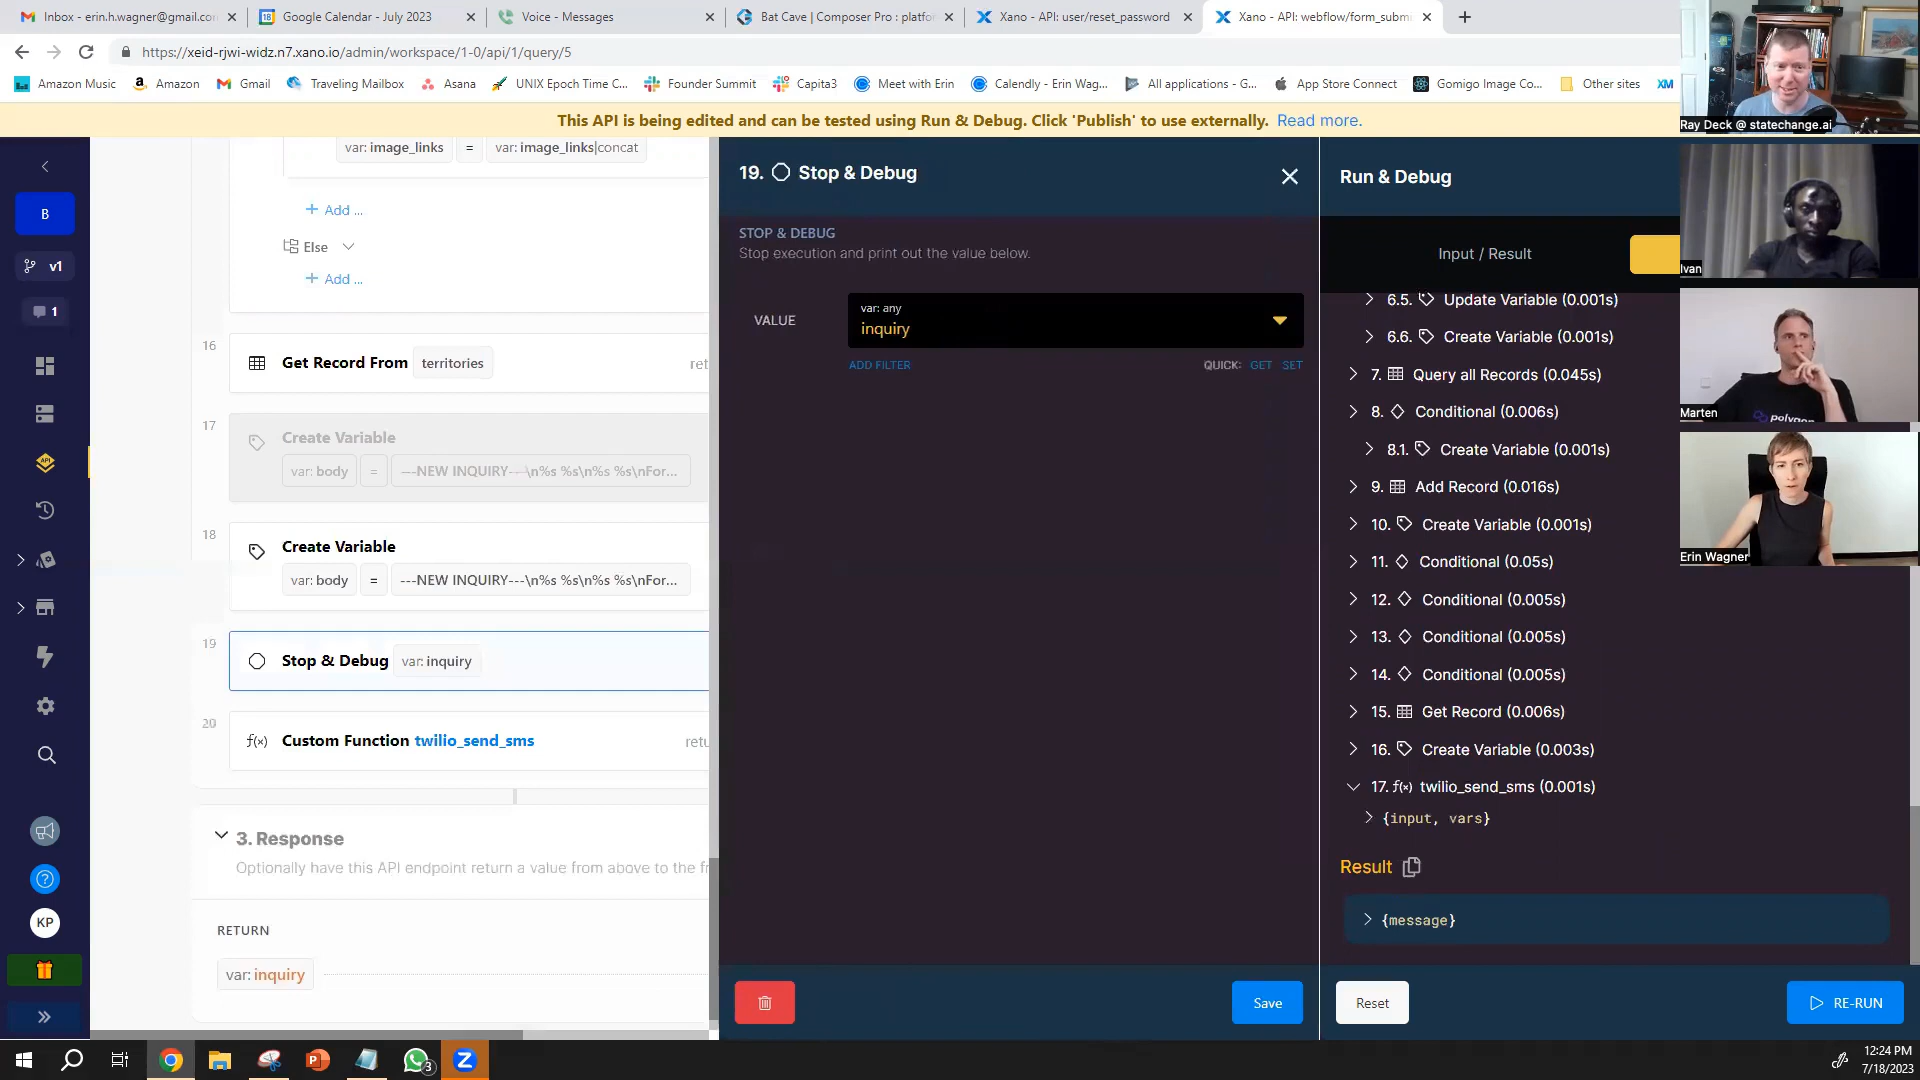 Inbox - erin.h.wagner@gmail.co
Google Calendar - July 2023
Voice - Messages
Bat Cave | Composer Pro : platfo
Xano - API: user/reset_password
Xano - API: webflow/form_subm
https://xeid-rjwi-widz.n7.xano.io/admin/workspace/1-0/api/1/query/5
Amazon Music
Amazon
Gmail
Traveling Mailbox
Asana
UNIX Epoch Time C...
Founder Summit
Capita3
Meet with Erin
Calendly - Erin Wag...
All applications - G...
App Store Connect
Gomigo Image Co...
Other sites
XM
This API is being edited and can be tested using Run & Debug. Click 'Publish' to use externally. Read more.
B
v1
1
KP
var: image_links = var: image_links|concat
+ Add ...
Else
+ Add ...
16
Get Record From territories
retu
17
Create Variable
var: body = ---NEW INQUIRY---\n%s %s\n%s %s\nFor...
18
Create Variable
var: body = ---NEW INQUIRY---\n%s %s\n%s %s\nFor...
19
Stop & Debug var: inquiry
20
Custom Function twilio_send_sms
retu
3. Response
Optionally have this API endpoint return a value from above to the fr
RETURN
var: inquiry
19. Stop & Debug
STOP & DEBUG
Stop execution and print out the value below.
VALUE
var: any
inquiry
ADD FILTER
QUICK: GET SET
Save
Run & Debug
Input / Result
6.5. Update Variable (0.001s)
6.6. Create Variable (0.001s)
7. Query all Records (0.045s)
8. Conditional (0.006s)
8.1. Create Variable (0.001s)
9. Add Record (0.016s)
10. Create Variable (0.001s)
11. Conditional (0.05s)
12. Conditional (0.005s)
13. Conditional (0.005s)
14. Conditional (0.005s)
15. Get Record (0.006s)
16. Create Variable (0.003s)
17. f(x) twilio_send_sms (0.001s)
{input, vars}
Result
{message}
Reset
RE-RUN
Ray Deck @ statechange.ai
Ivan
Marten
polygon
Erin Wagner
3
12:24 PM
7/18/2023